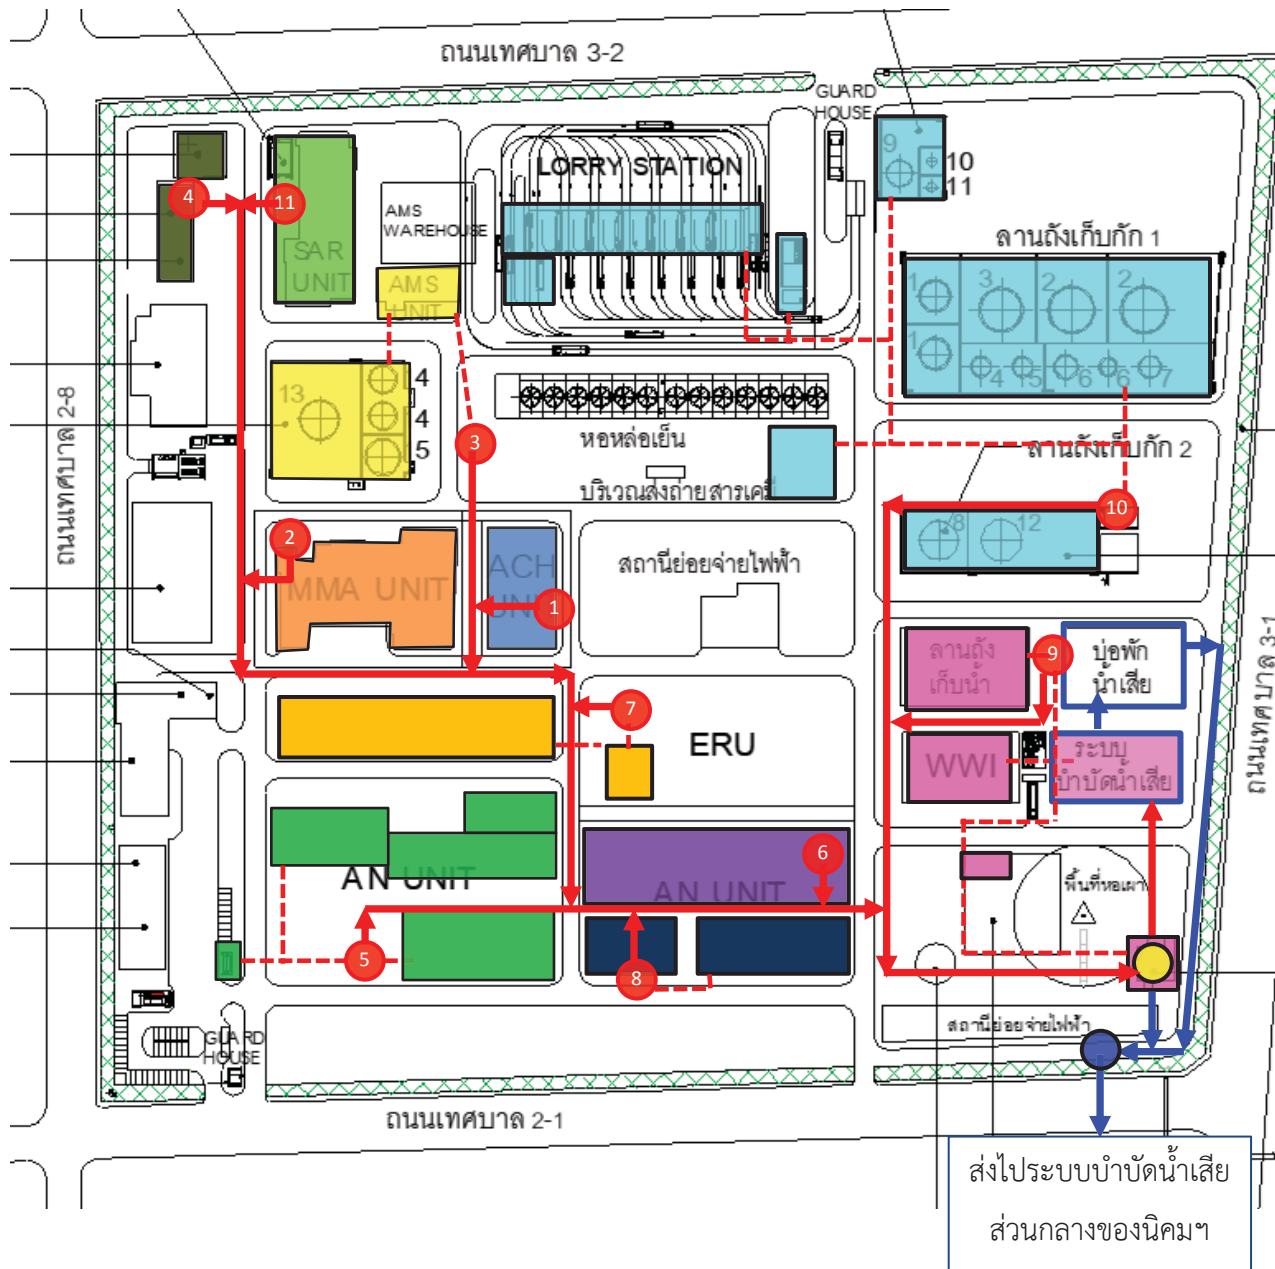 ถนนเทศบาล 3-2
GUARD
HOUSE
LORRY STATION
9
10
11
4
11
AMS
WAREHOUSE
SAR
UNIT
AMS
UNIT
ลานถังเก็บกัก 1
1
3
2
2
1
14
15
16
16
17
13
4
4
5
3
หอหล่อเย็น
บริเวณส่งถ่ายสารเคมี
ลานถังเก็บกัก 2
10
8
12
ถนนเทศบาล 2-8
2
MMA UNIT
ACH
UNIT
1
สถานีย่อยจ่ายไฟฟ้า
ลานถัง
เก็บน้ำ
9
บ่อพัก
น้ำเสีย
ถนนเทศบาล 3-1
7
ERU
WWI
ระบบ
บำบัดน้ำเสีย
AN UNIT
AN UNIT
6
พื้นที่หอเผา
5
8
สถานีย่อยจ่ายไฟฟ้า
GUARD
HOUSE
ถนนเทศบาล 2-1
ส่งไประบบบำบัดน้ำเสีย
ส่วนกลางของนิคมฯ